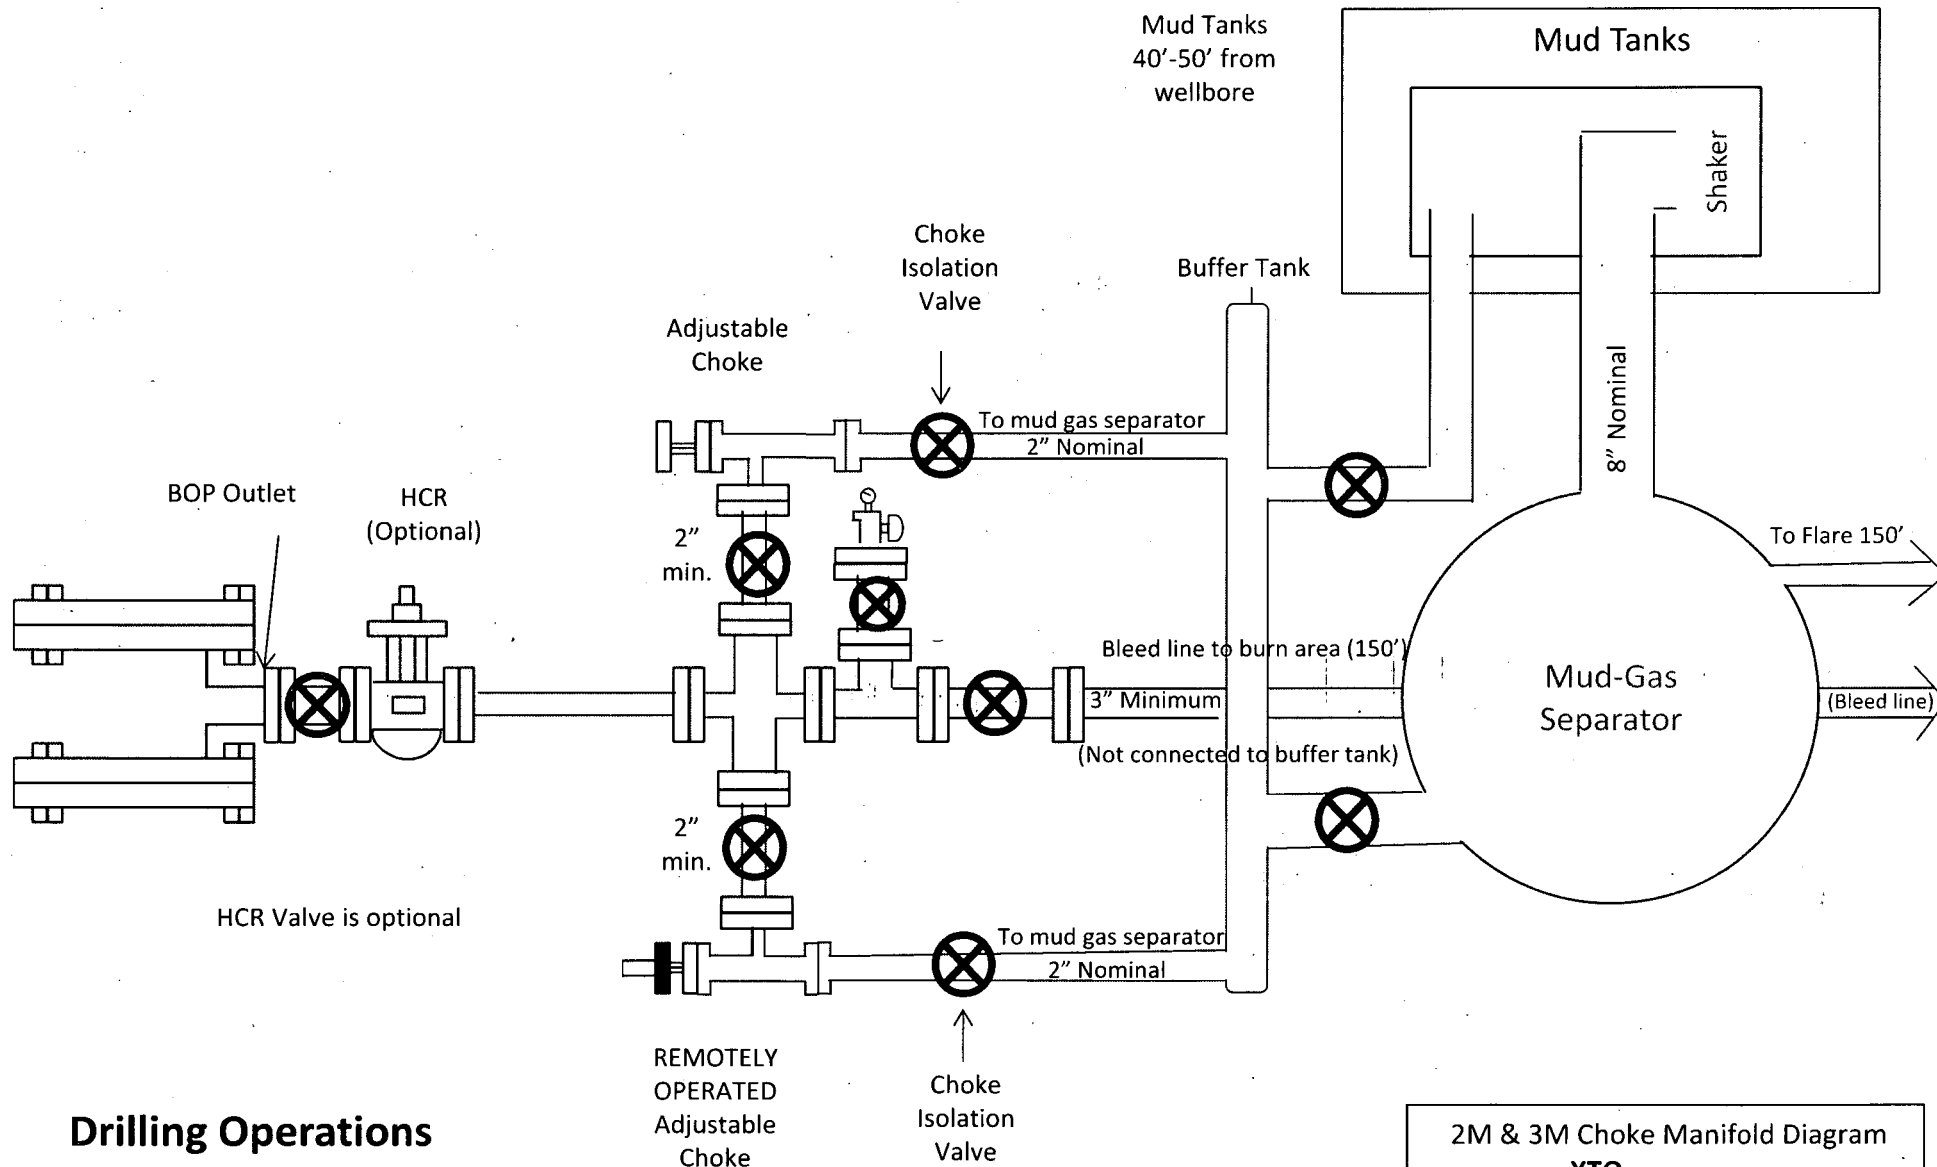 Mud Tanks
40’-50’ from
wellbore
Mud Tanks
Shaker
Choke
Isolation
Valve
Buffer Tank
Adjustable
Choke
8” Nominal
To mud gas separator
2” Nominal
BOP Outlet
HCR
(Optional)
2”
min.
To Flare 150’
Bleed line to burn area (150’)
3” Minimum
(Not connected to buffer tank)
Mud-Gas
Separator
(Bleed line)
2”
min.
HCR Valve is optional
To mud gas separator
2” Nominal
REMOTELY
OPERATED
Adjustable
Choke
Choke
Isolation
Valve
Drilling Operations
2M & 3M Choke Manifold Diagram
XTO